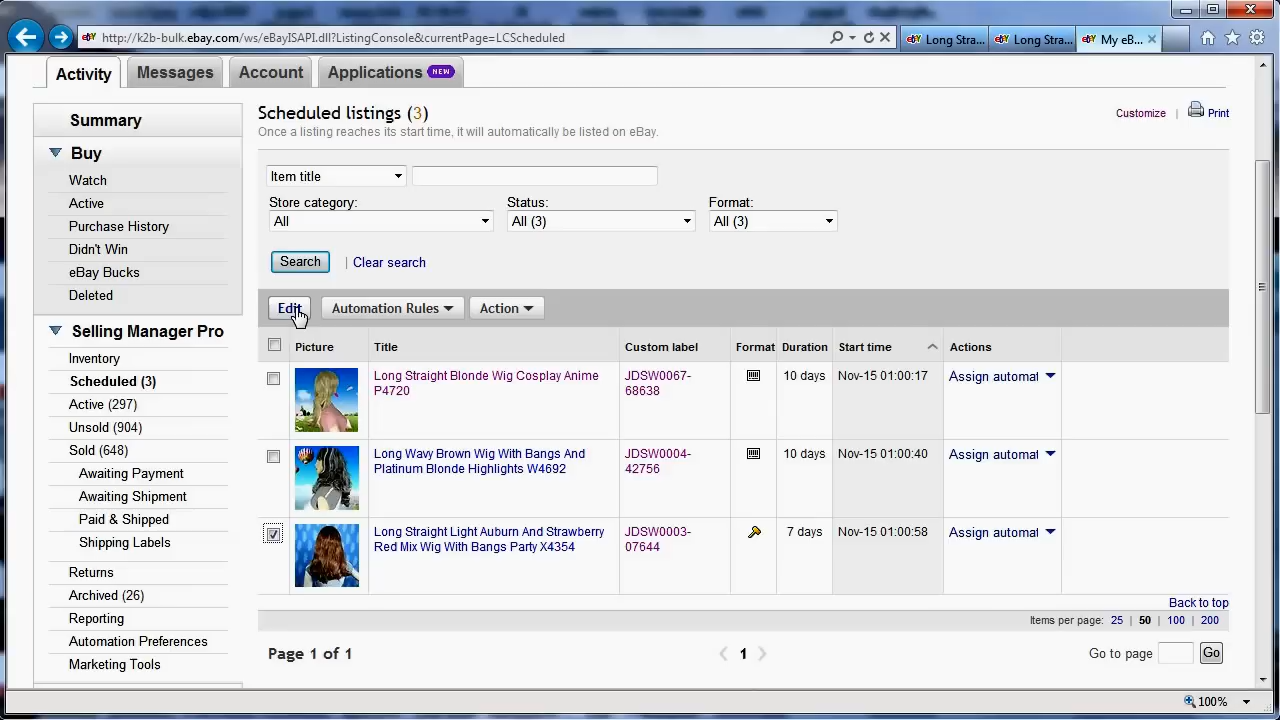 http://k2b-bulk.ebay.com/ws/eBayISAPI.dll?ListingConsole&currentPage=LCScheduled
Long Stra...
Long Stra...
My eB...
Activity
Messages
Account
Applications NEW
Summary
Buy
Watch
Active
Purchase History
Didn't Win
eBay Bucks
Deleted
Selling Manager Pro
Inventory
Scheduled (3)
Active (297)
Unsold (904)
Sold (648)
Awaiting Payment
Awaiting Shipment
Paid & Shipped
Shipping Labels
Returns
Archived (26)
Reporting
Automation Preferences
Marketing Tools
Scheduled listings (3)
Customize | Print
Once a listing reaches its start time, it will automatically be listed on eBay.
Item title
Store category: Status: Format:
All All (3) All (3)
Search | Clear search
Edit Automation Rules Action
Picture Title Custom label Format Duration Start time Actions
Long Straight Blonde Wig Cosplay Anime JDSW0067- 10 days Nov-15 01:00:17 Assign automat
P4720 68638
Long Wavy Brown Wig With Bangs And JDSW0004- 10 days Nov-15 01:00:40 Assign automat
Platinum Blonde Highlights W4692 42756
Long Straight Light Auburn And Strawberry JDSW0003- 7 days Nov-15 01:00:58 Assign automat
Red Mix Wig With Bangs Party X4354 07644
Back to top
Items per page: 25 | 50 | 100 | 200
Page 1 of 1 1 Go to page Go
100%